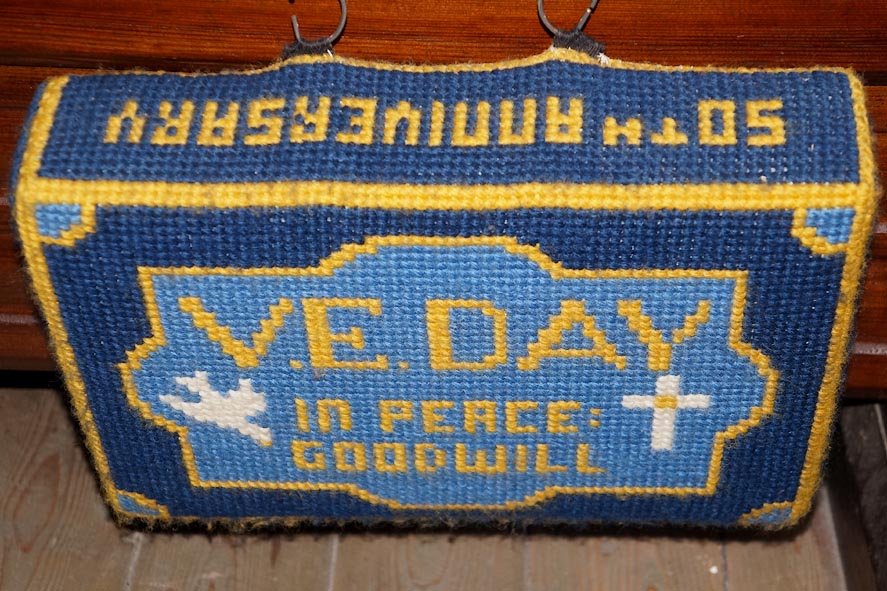 50TH ANNIVERSARY
V.E. DAY
IN PEACE:
GOODWILL